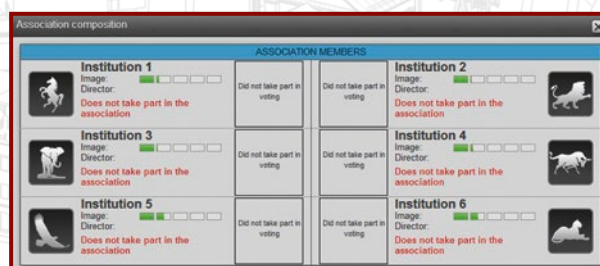 Association composition
ASSOCIATION MEMBERS
Institution 1
Image:
Director:
Does not take part in the
association
Did not take part in
voting
Did not take part in
voting
Institution 2
Image:
Director:
Does not take part in the
association
Institution 3
Image:
Director:
Does not take part in the
association
Did not take part in
voting
Did not take part in
voting
Institution 4
Image:
Director:
Does not take part in the
association
Institution 5
Image:
Director:
Does not take part in the
association
Did not take part in
voting
Did not take part in
voting
Institution 6
Image:
Director:
Does not take part in the
association